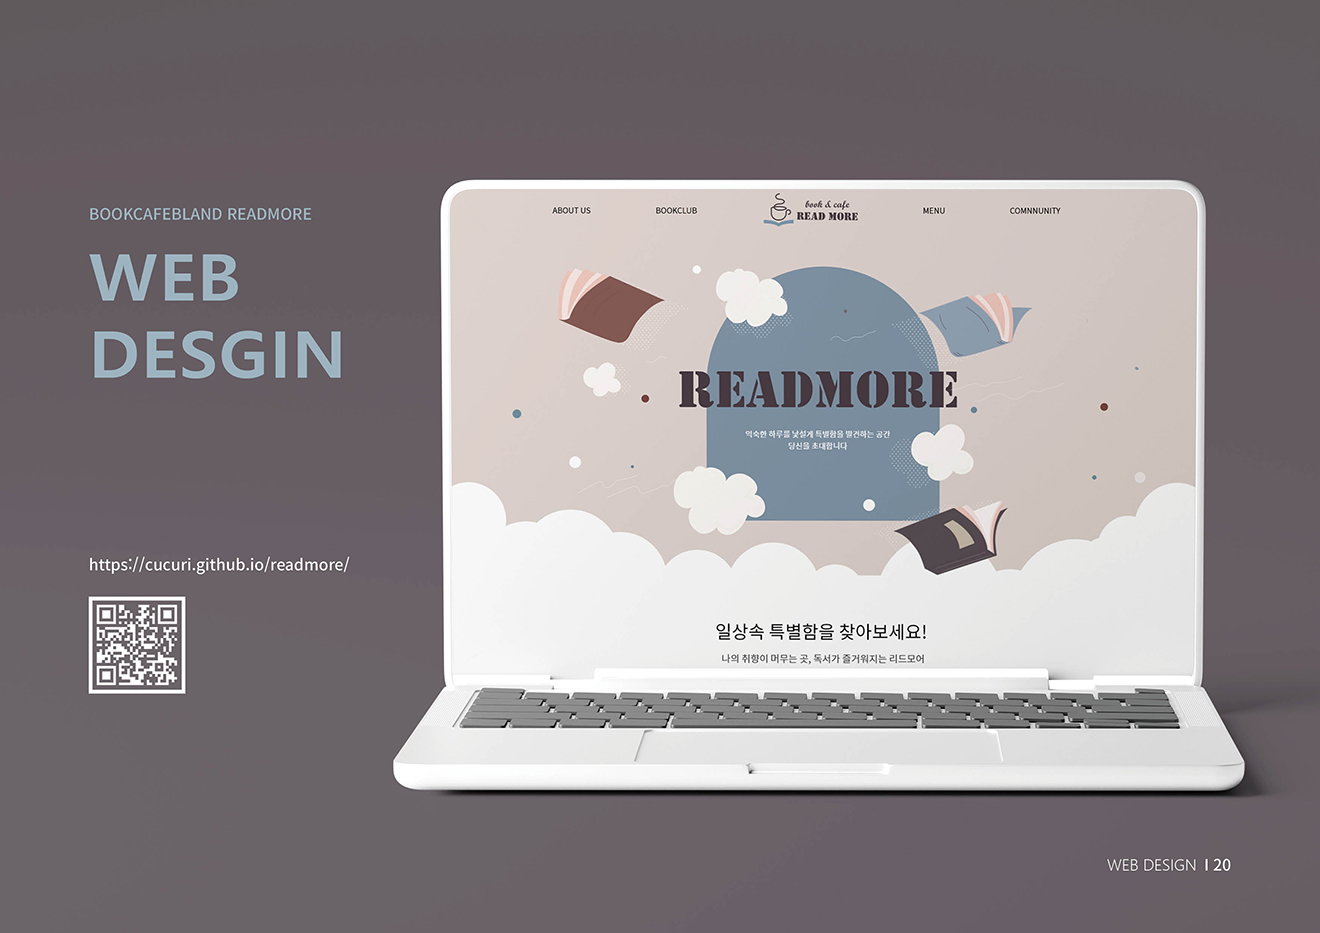 BOOKCAFEBLAND READMORE
WEB
DESGIN
https://cucuri.github.io/readmore/
ABOUT US
BOOKCLUB
book & cafe
READ MORE
MENU
COMNNUNITY
READMORE
익숙한 하루를 낯설게 특별함을 발견하는 공간
당신을 초대합니다
일상속 특별함을 찾아보세요!
나의 취향이 머무는 곳, 독서가 즐거워지는 리드모어
WEB DESIGN I 20